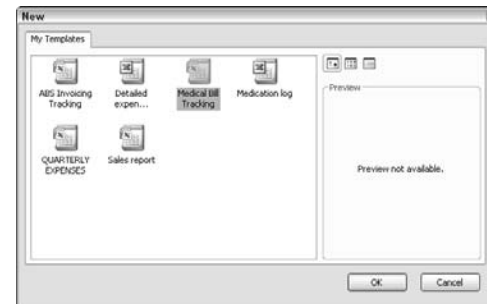 New
My Templates
ABS Invoicing
Tracking
Detailed
expen...
Medical Bill
Tracking
Medication log
QUARTERLY
EXPENSES
Sales report
Preview
Preview not available.
OK
Cancel